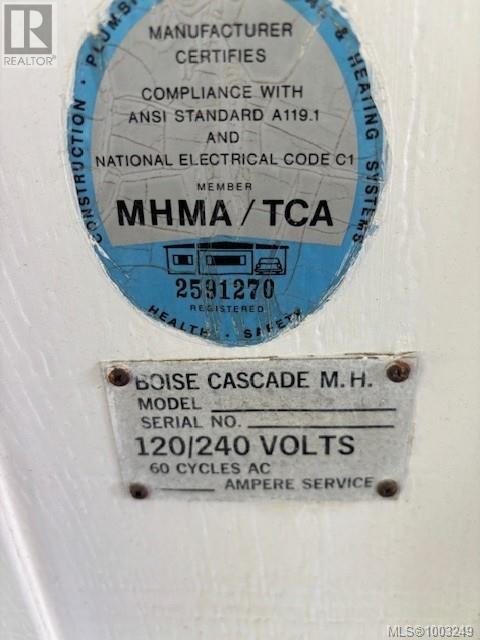 REALTOR
CONSTRUCTION · PLUMBI & HEATING SYSTEMS
MANUFACTURER
CERTIFIES
COMPLIANCE WITH
ANSI STANDARD A119.1
AND
NATIONAL ELECTRICAL CODE C1
MEMBER
MHMA / TCA
2591270
REGISTERED
HEALTH · SAFETY
BOISE CASCADE M.H.
MODEL
SERIAL NO.
120/240 VOLTS
60 CYCLES AC
AMPERE SERVICE
MLS® 1003249